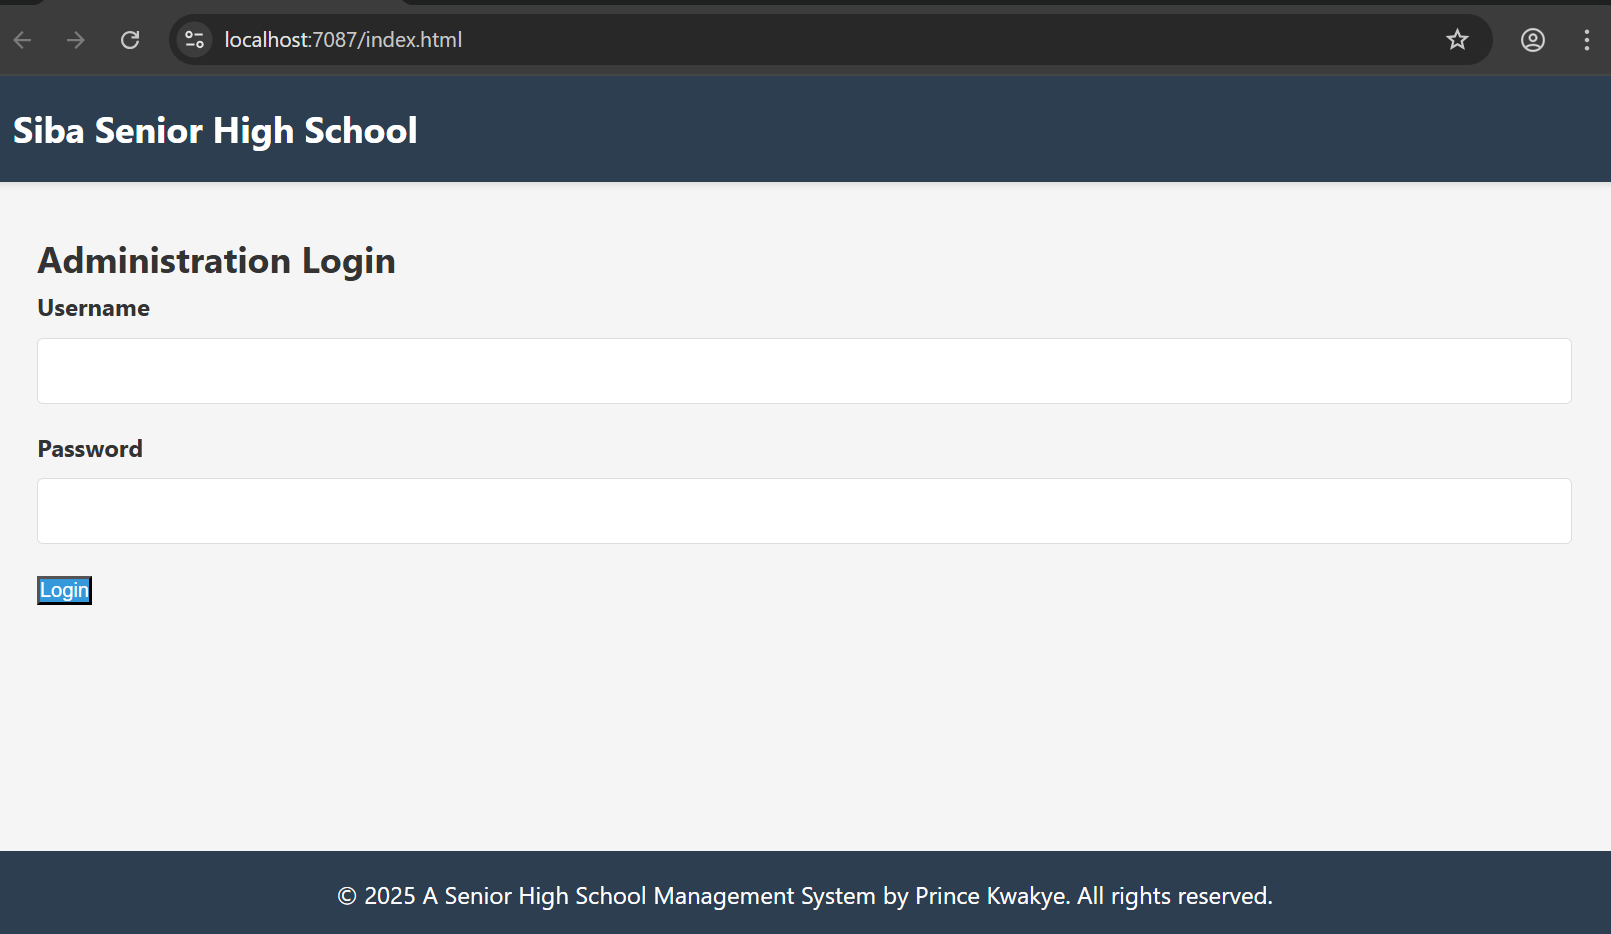 localhost:7087/index.html
Siba Senior High School
Administration Login
Username
Password
Login
© 2025 A Senior High School Management System by Prince Kwakye. All rights reserved.